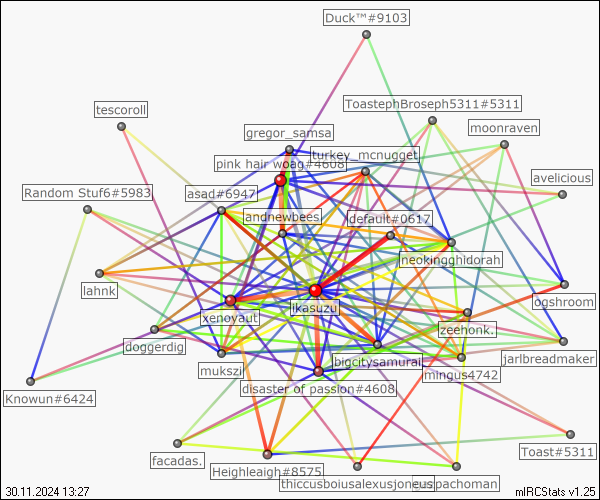 Duck™#9103
ToastephBroseph5311#5311
tescoroll
moonraven
gregor_samsa
turkey_mcnugget
pink hair woag#4608
avelicious
Random Stuf6#5983
asad#6947
andnewbees
default#0617
neokingghidorah
lahnk
ikasuzu
ogshroom
xenoyaut
zeehonk.
doggerdig
bigcitysamurai
jarlbreadmaker
mukszi
mingus4742
disaster of passion#4608
Knowun#6424
facadas.
Toast#5311
Heighleaigh#8575
thiccusboiusalexusjoneus
pachoman
30.11.2024 13:27
mIRCStats v1.25